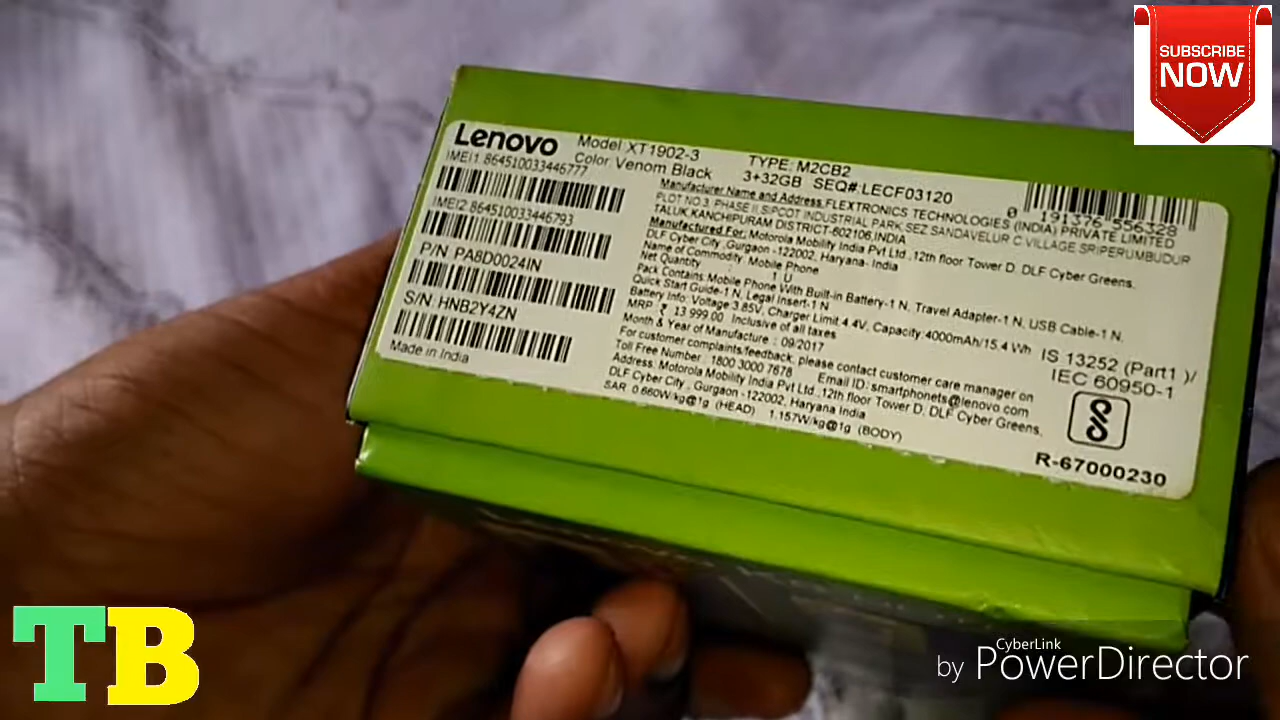 SUBSCRIBE
NOW
Lenovo
Model XT1902-3
TYPE: M2CB2
Color Venom Black
3+32GB SEQ#:LECF03120
IMEI1.864510033446777
IMEI2.864510033446793
P/N PA8D0024IN
S/N:HNB2Y4ZN
Made in India
0 191376 556328
Manufacturer Name and Address.FLEXTRONICS TECHNOLOGIES (INDIA) PRIVATE LIMITED
PLOT NO.3, PHASE II SIPCOT INDUSTRIAL PARK SEZ SANDAVELUR C VILLAGE SRIPERUMBUDUR
TALUK,KANCHIPURAM DISTRICT-602106,INDIA
Manufactured For: Motorola Mobility India Pvt Ltd.,12th floor Tower D, DLF Cyber Greens,
DLF Cyber City ,Gurgaon -122002, Haryana- India
Name of Commodity: Mobile Phone
Net Quantity : 1 U
Pack Contains:Mobile Phone With Built-in Battery-1 N, Travel Adapter-1 N, USB Cable-1 N,
Quick Start Guide-1 N, Legal Insert-1 N
Battery Info: Voltage 3.85V, Charger Limit 4.4V, Capacity:4000mAh/15.4 Wh
MRP ₹ 13 999.00 Inclusive of all taxes
Month & Year of Manufacture : 09/2017
For customer complaints/feedback, please contact customer care manager on
Toll Free Number : 1800 3000 7678 Email ID: smartphonets@lenovo.com
Address: Motorola Mobility India Pvt Ltd.,12th floor Tower D, DLF Cyber Greens,
DLF Cyber City , Gurgaon -122002, Haryana India
SAR: 0.660W/kg@1g (HEAD) 1.157W/kg@1g (BODY)
IS 13252 (Part1 )/
IEC 60950-1
R-67000230
TB
CyberLink
by PowerDirector